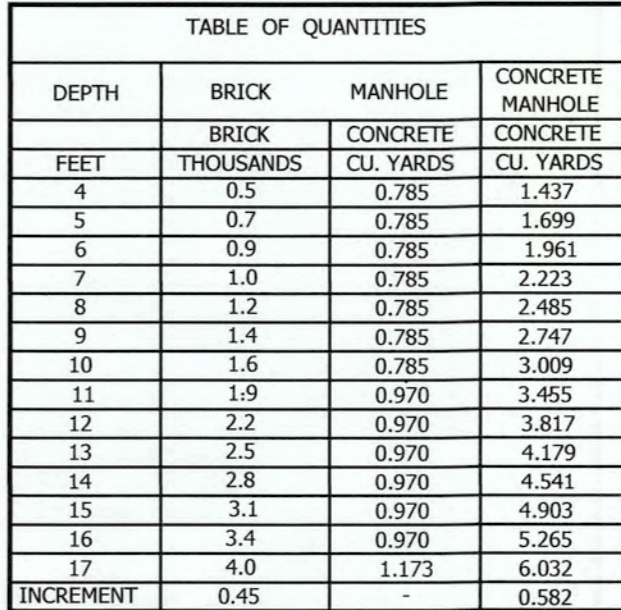 TABLE OF QUANTITIES
DEPTH BRICK MANHOLE CONCRETE MANHOLE
BRICK CONCRETE CONCRETE
FEET THOUSANDS CU. YARDS CU. YARDS
4 0.5 0.785 1.437
5 0.7 0.785 1.699
6 0.9 0.785 1.961
7 1.0 0.785 2.223
8 1.2 0.785 2.485
9 1.4 0.785 2.747
10 1.6 0.785 3.009
11 1.9 0.970 3.455
12 2.2 0.970 3.817
13 2.5 0.970 4.179
14 2.8 0.970 4.541
15 3.1 0.970 4.903
16 3.4 0.970 5.265
17 4.0 1.173 6.032
INCREMENT 0.45 - 0.582